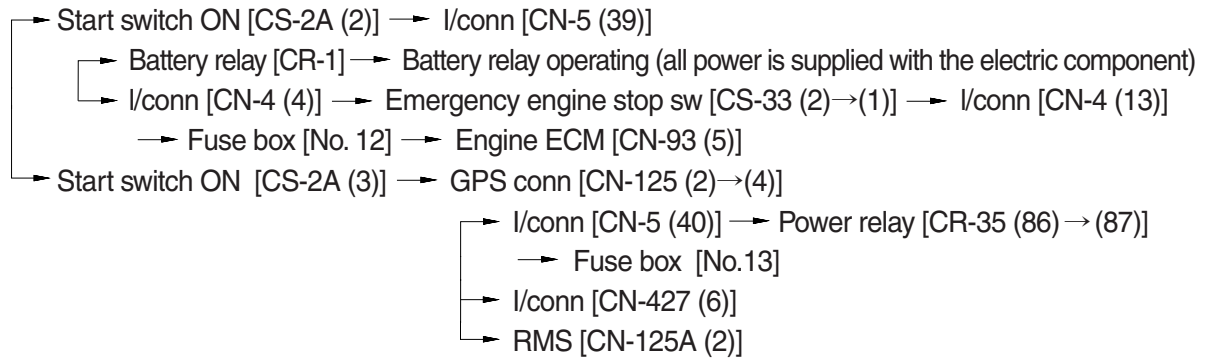 Start switch ON [CS-2A (2)] → I/conn [CN-5 (39)]
Battery relay [CR-1] → Battery relay operating (all power is supplied with the electric component)
I/conn [CN-4 (4)] → Emergency engine stop sw [CS-33 (2)→(1)] → I/conn [CN-4 (13)]
→ Fuse box [No. 12] → Engine ECM [CN-93 (5)]
Start switch ON [CS-2A (3)] → GPS conn [CN-125 (2)→(4)]
I/conn [CN-5 (40)] → Power relay [CR-35 (86)→(87)]
→ Fuse box [No.13]
I/conn [CN-427 (6)]
RMS [CN-125A (2)]